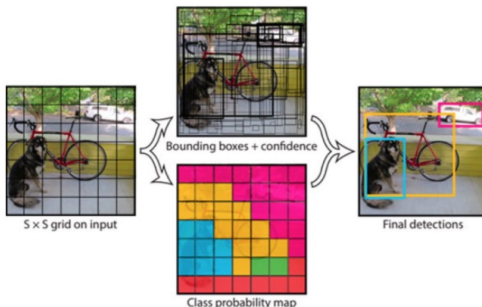 Bounding boxes + confidence
S × S grid on input
Final detections
Class probability map